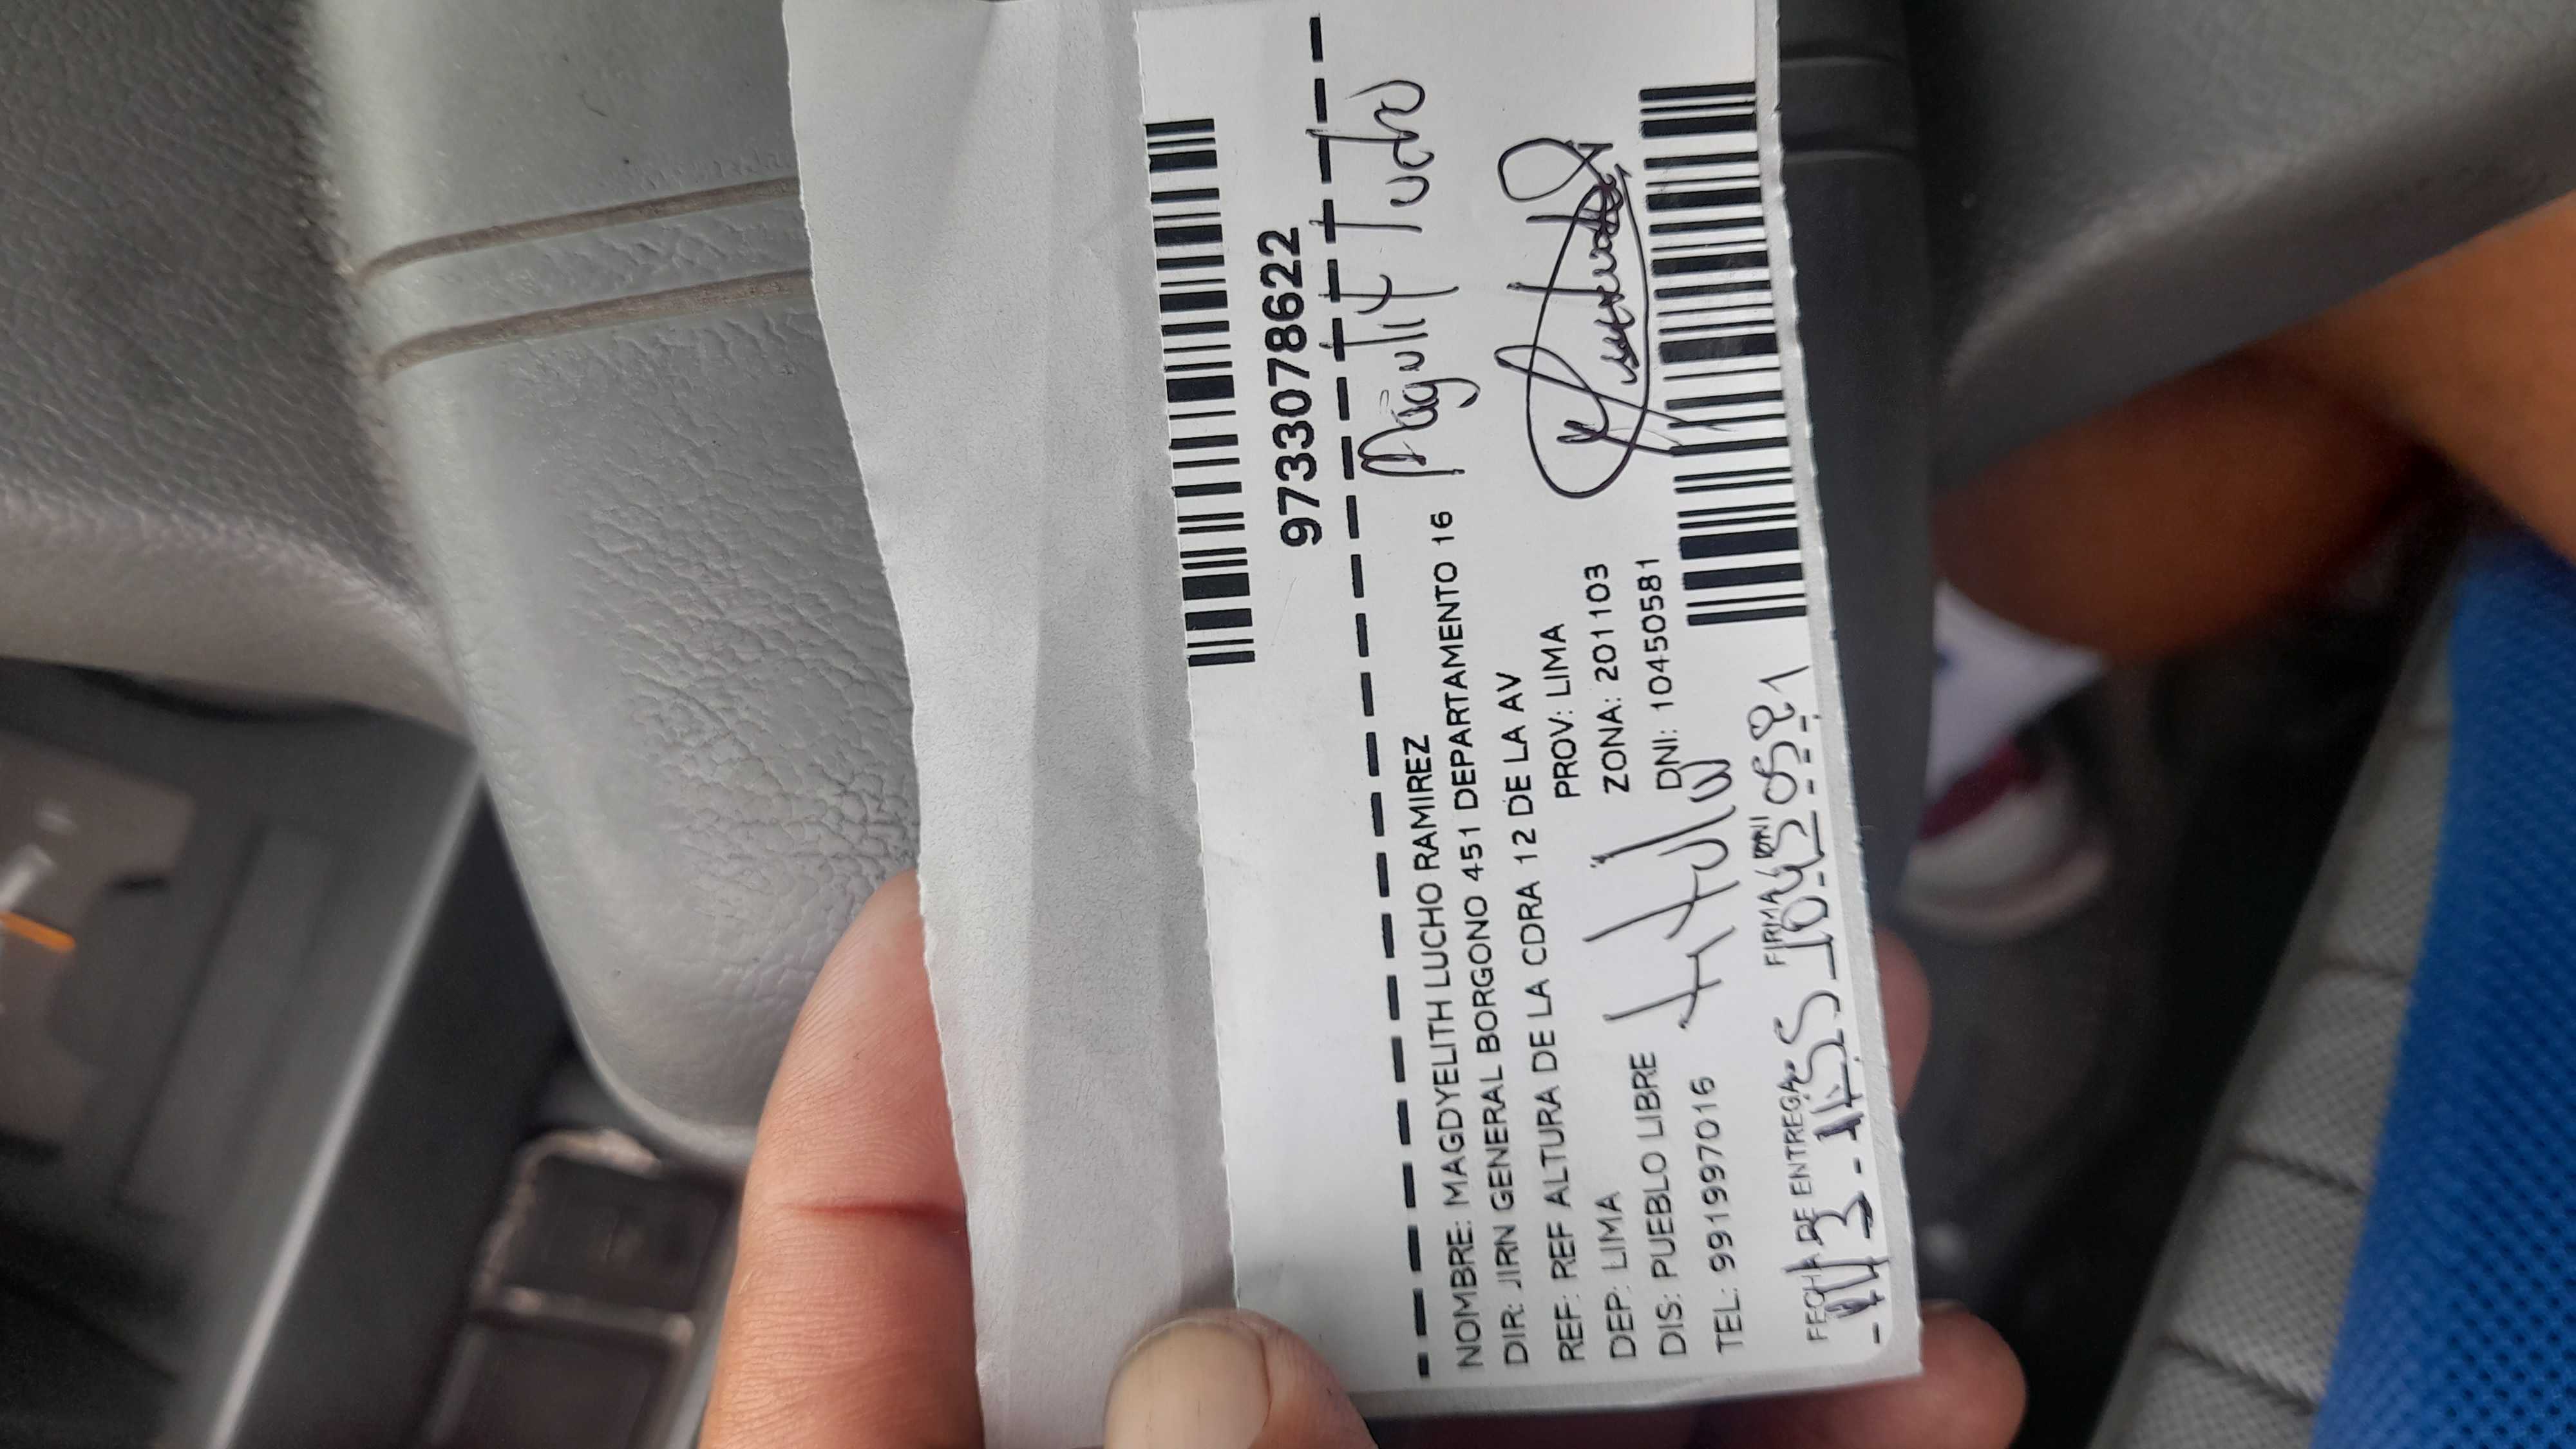 9733078622
NOMBRE: MAGDYELITH LUCHO RAMIREZ
DIR: JIRN GENERAL BORGONO 451 DEPARTAMENTO 16
REF: REF ALTURA DE LA CDRA 12 DE LA AV
DEP: LIMA PROV: LIMA
DIS: PUEBLO LIBRE ZONA: 201103
TEL: 991997016 DNI: 10450581
FECHA DE ENTREGA: FIRMA/DNI
10450581